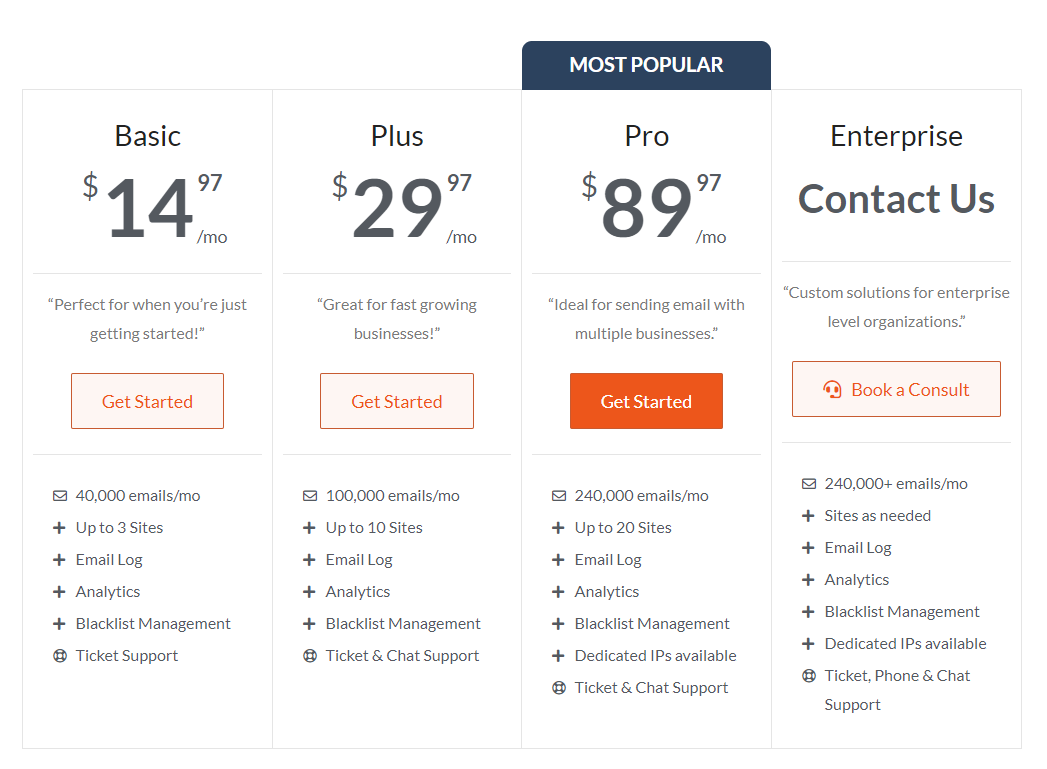 MOST POPULAR
Basic
$14 97 /mo
“Perfect for when you’re just
getting started!”
Get Started
40,000 emails/mo
Up to 3 Sites
Email Log
Analytics
Blacklist Management
Ticket Support
Plus
$29 97 /mo
“Great for fast growing
businesses!”
Get Started
100,000 emails/mo
Up to 10 Sites
Email Log
Analytics
Blacklist Management
Ticket & Chat Support
Pro
$89 97 /mo
“Ideal for sending email with
multiple businesses.”
Get Started
240,000 emails/mo
Up to 20 Sites
Email Log
Analytics
Blacklist Management
Dedicated IPs available
Ticket & Chat Support
Enterprise
Contact Us
“Custom solutions for enterprise
level organizations.”
Book a Consult
240,000+ emails/mo
Sites as needed
Email Log
Analytics
Blacklist Management
Dedicated IPs available
Ticket, Phone & Chat
Support